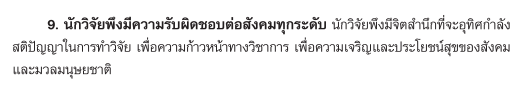 9. นักวิจัยพึงมีความรับผิดชอบต่อสังคมทุกระดับ นักวิจัยพึงมีจิตสำนึกที่จะอุทิศกำลัง
สติปัญญาในการทำวิจัย เพื่อความก้าวหน้าทางวิชาการ เพื่อความเจริญและประโยชน์สุขของสังคม
และมวลมนุษยชาติ